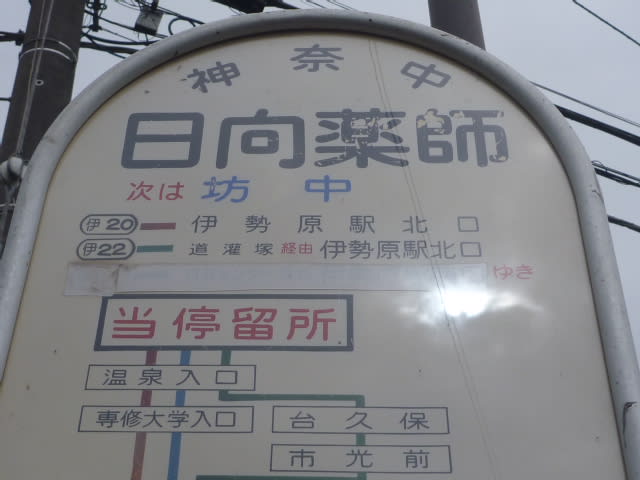 神奈中
日向薬師
次は 坊中
伊20 伊勢原駅北口
伊22 道灌塚 経由 伊勢原駅北口
ゆき
当停留所
温泉入口
専修大学入口 台久保
市光前